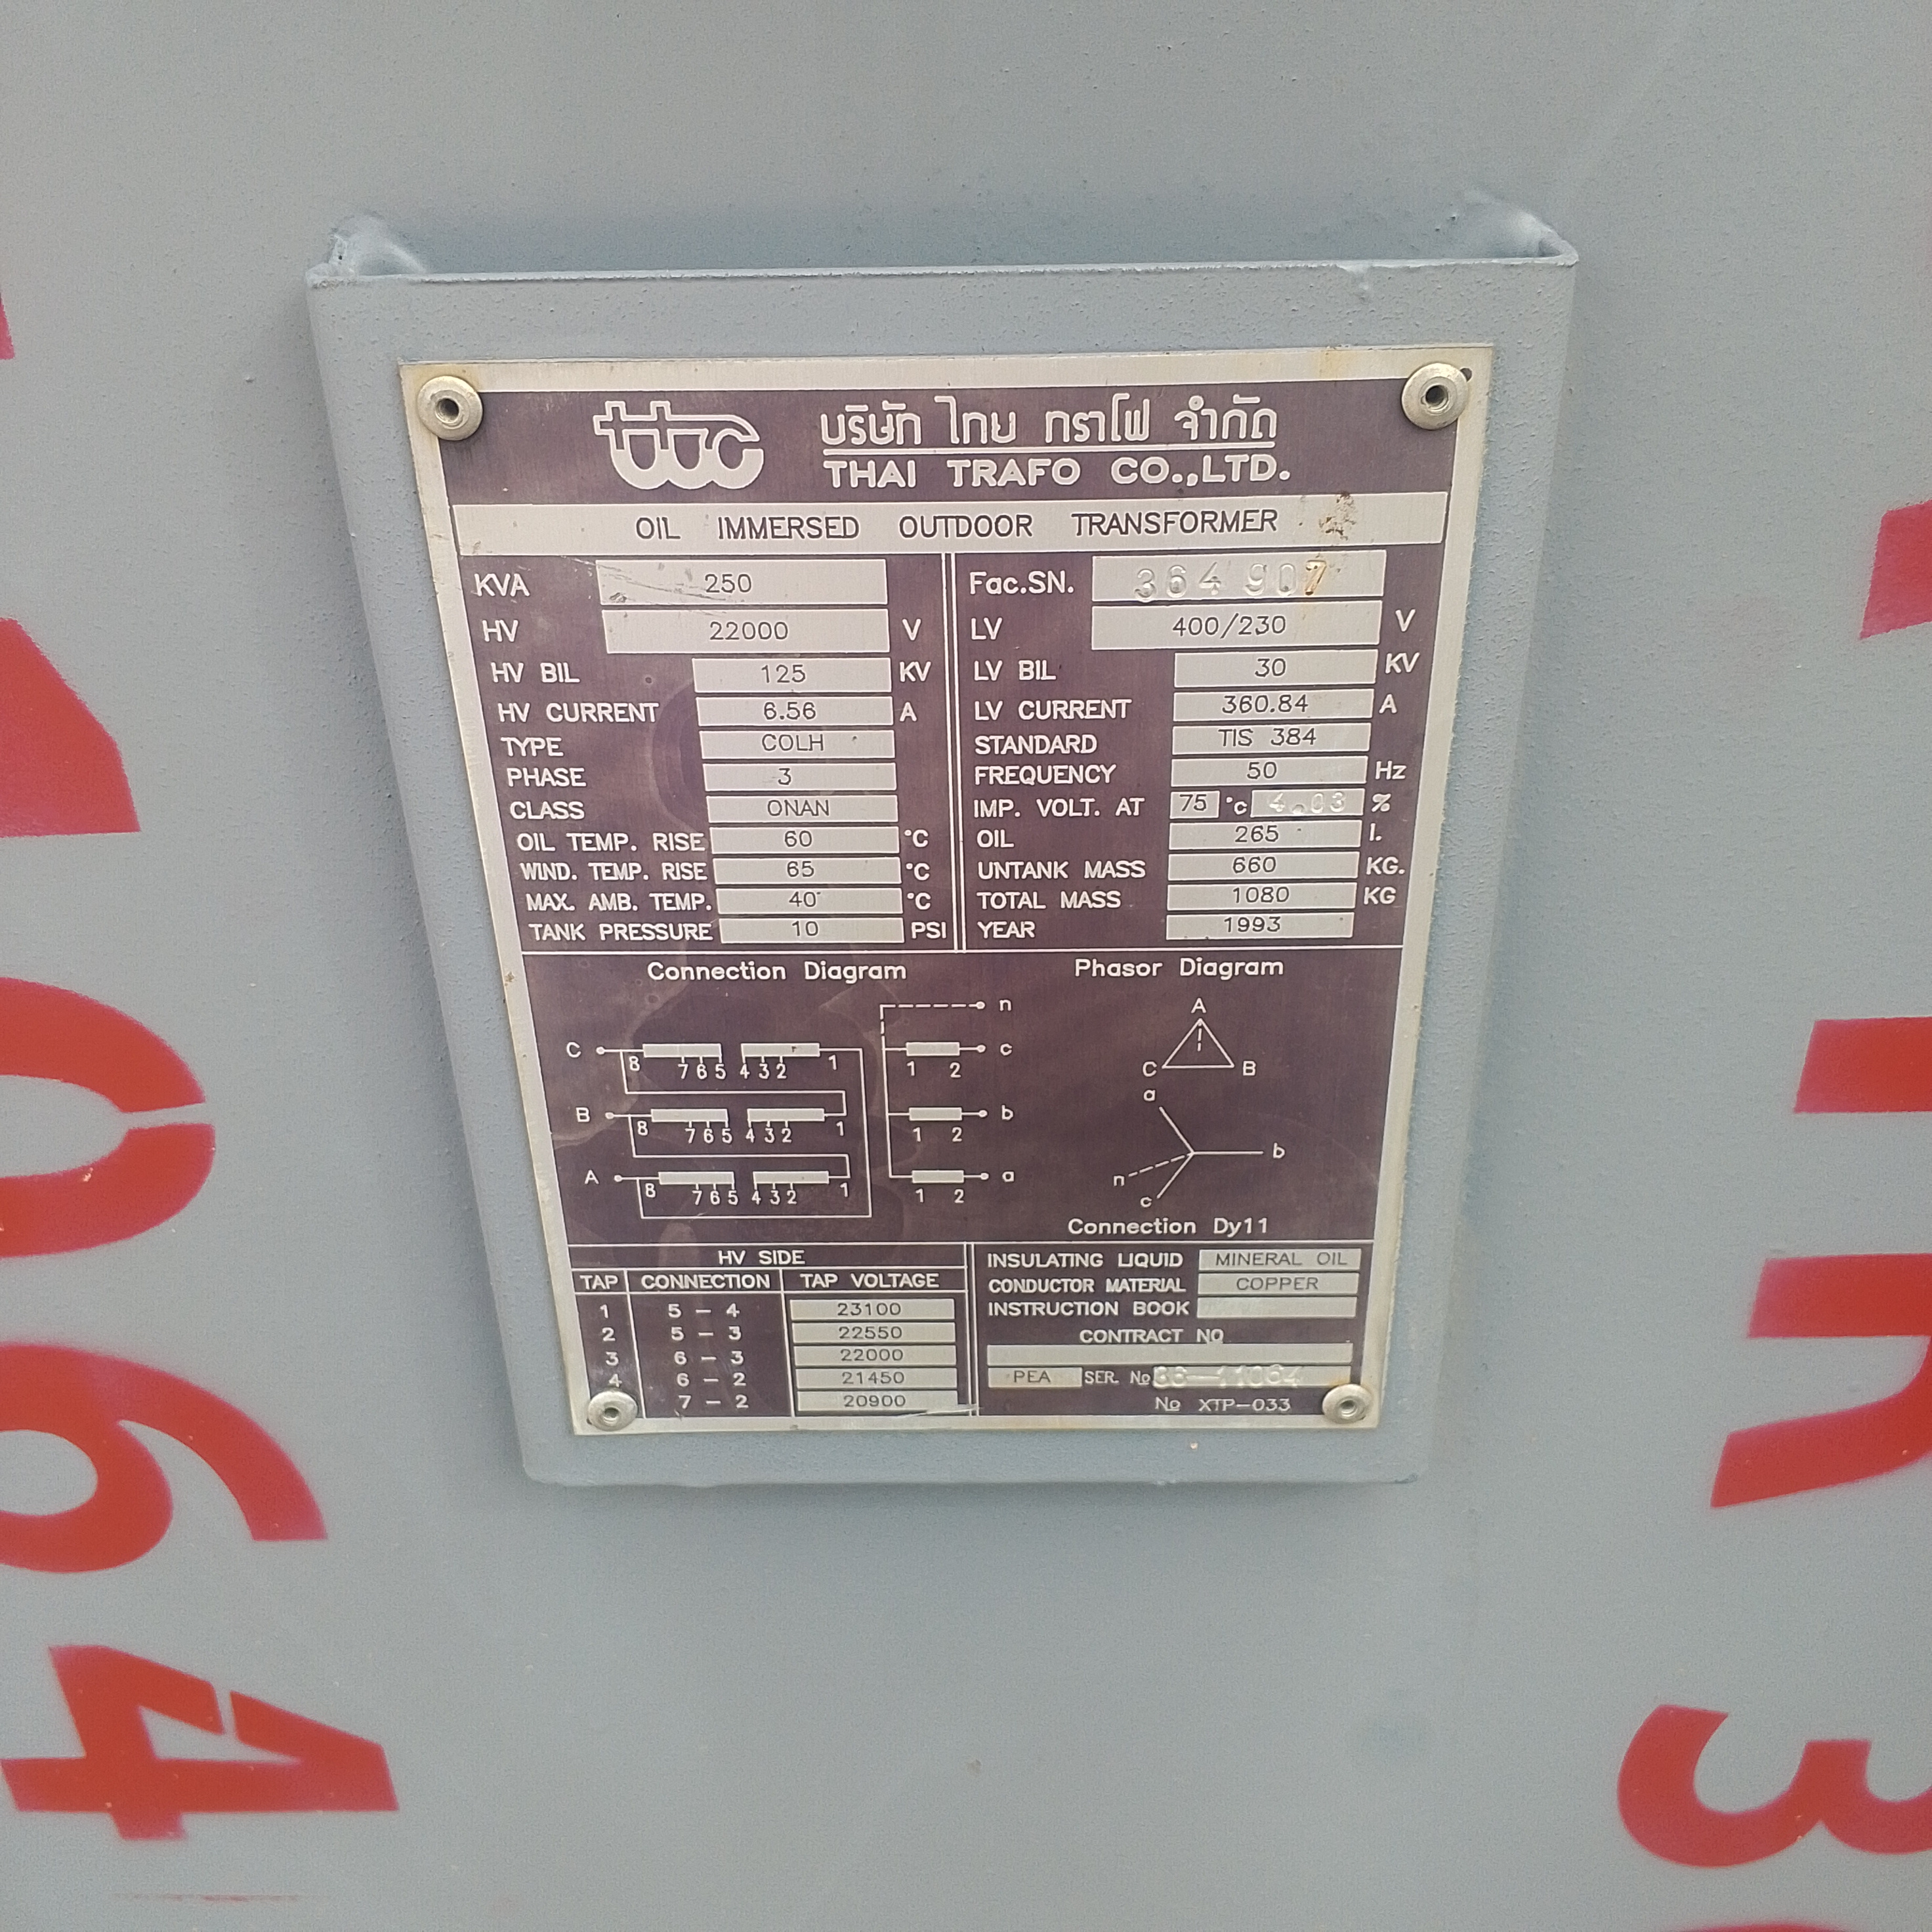 ttc
บริษัท ไทย ทราโฟ จำกัด
THAI TRAFO CO.,LTD.
OIL IMMERSED OUTDOOR TRANSFORMER
KVA 250
HV 22000 V
HV BIL 125 KV
HV CURRENT 6.56 A
TYPE COLH
PHASE 3
CLASS ONAN
OIL TEMP. RISE 60 °C
WIND. TEMP. RISE 65 °C
MAX. AMB. TEMP. 40 °C
TANK PRESSURE 10 PSI
Fac.SN. 364 907
LV 400/230 V
LV BIL 30 KV
LV CURRENT 360.84 A
STANDARD TIS 384
FREQUENCY 50 Hz
IMP. VOLT. AT 75 °C 4.03 %
OIL 265 l.
UNTANK MASS 660 KG.
TOTAL MASS 1080 KG
YEAR 1993
Connection Diagram
n
C 8 7 6 5 4 3 2 1 1 2 c
B 8 7 6 5 4 3 2 1 1 2 b
A 8 7 6 5 4 3 2 1 1 2 a
Phasor Diagram
A
C B
a
b
n
c
Connection Dy11
HV SIDE
TAP CONNECTION TAP VOLTAGE
1 5 - 4 23100
2 5 - 3 22550
3 6 - 3 22000
4 6 - 2 21450
7 - 2 20900
INSULATING LIQUID MINERAL OIL
CONDUCTOR MATERIAL COPPER
INSTRUCTION BOOK
CONTRACT NO
PEA SER. No 36-11064
No XTP-033
064
3